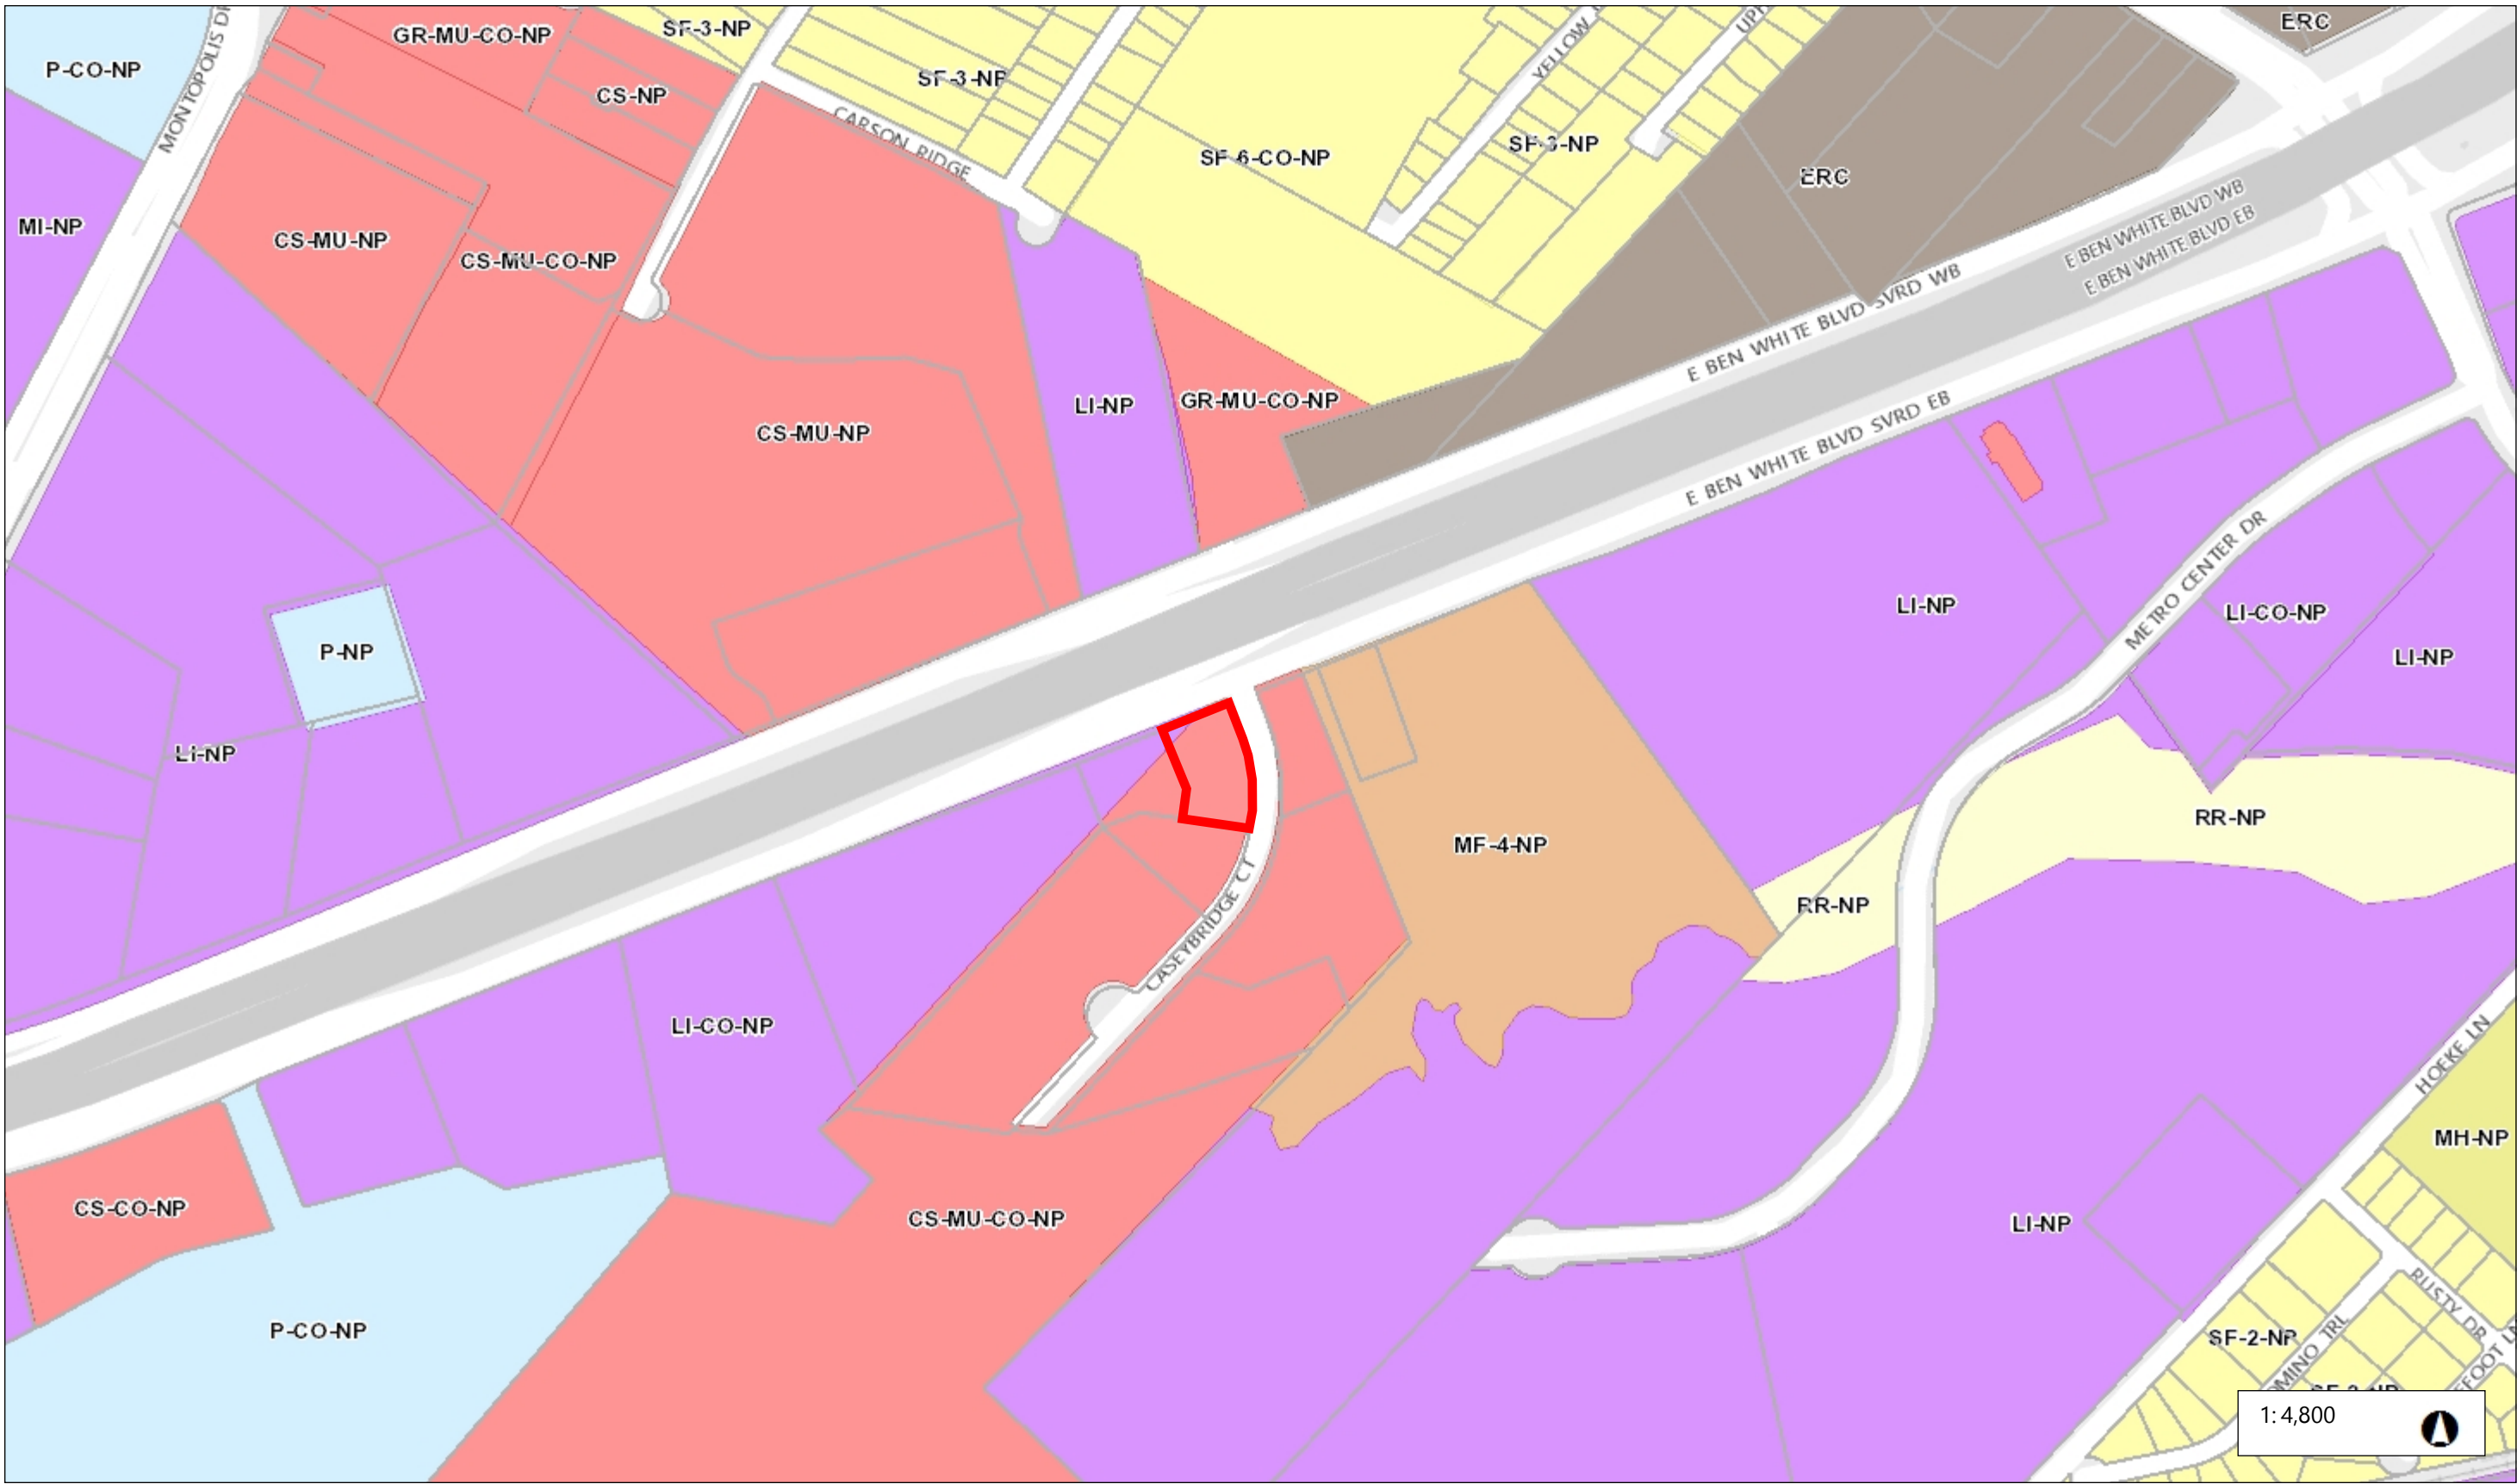 ERC
GR-MU-CO-NP
SF-3-NP
P-CO-NP
MONTOPOLIS DR
SF-3-NP
CS-NP
YELLOW
CARSON RIDGE
SF-3-NP
SF-6-CO-NP
ERC
MI-NP
CS-MU-NP
CS-MU-CO-NP
E BEN WHITE BLVD WB
E BEN WHITE BLVD EB
E BEN WHITE BLVD SVRD WB
LI-NP
GR-MU-CO-NP
CS-MU-NP
E BEN WHITE BLVD SVRD EB
METRO CENTER DR
LI-NP
LI-CO-NP
P-NP
LI-NP
LI-NP
RR-NP
MF-4-NP
RR-NP
CASEYBRIDGE CT
LI-CO-NP
HOEKE LN
MH-NP
CS-CO-NP
CS-MU-CO-NP
LI-NP
P-CO-NP
RUSTY DR
SF-2-NP
1: 4,800